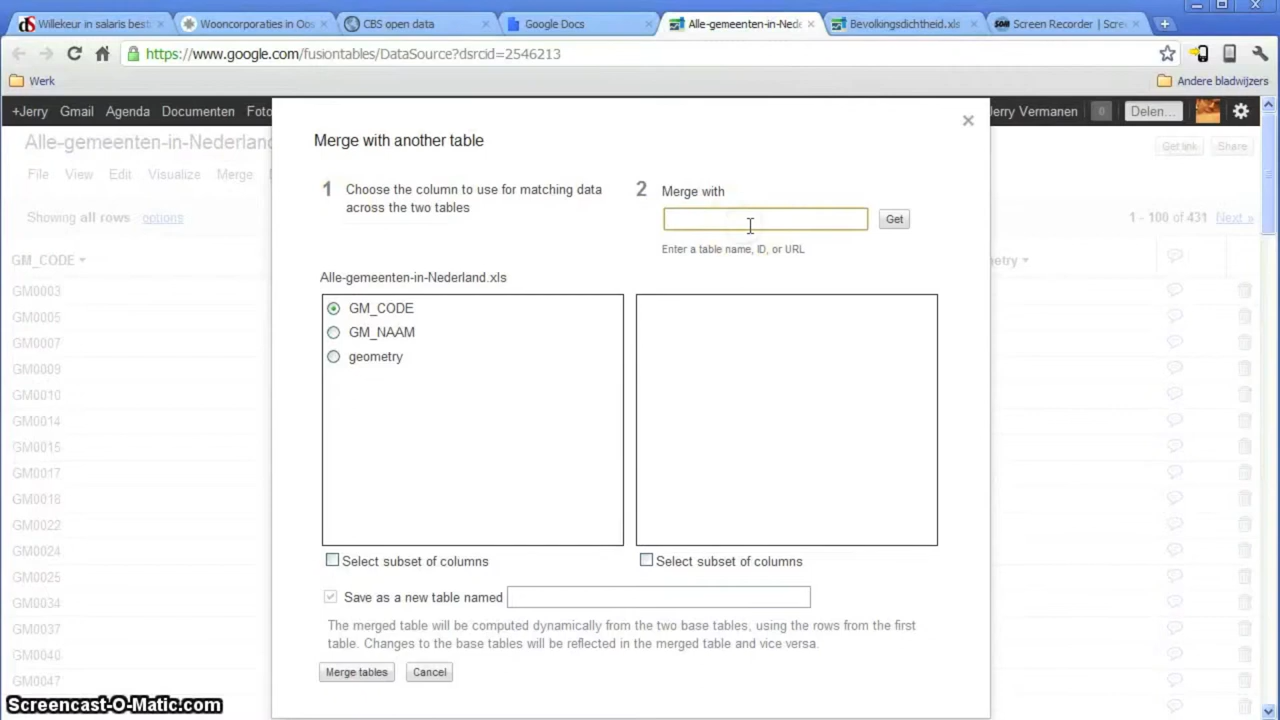 Willekeur in salaris best
Wooncorporaties in Oos
CBS open data
Google Docs
Alle-gemeenten-in-Nede
Bevolkingsdichtheid.xls
Screen Recorder | Scre
https://www.google.com/fusiontables/DataSource?dsrcid=2546213
Werk
Andere bladwijzers
+Jerry Gmail Agenda Documenten Foto
Jerry Vermanen 0 Delen...
Alle-gemeenten-in-Nederland
Get link Share
File View Edit Visualize Merge
Showing all rows options
1 - 100 of 431 Next »
GM_CODE
GM0003
GM0005
GM0007
GM0009
GM0010
GM0014
GM0015
GM0017
GM0018
GM0022
GM0024
GM0025
GM0034
GM0037
GM0040
GM0047
Merge with another table
1 Choose the column to use for matching data
across the two tables
2 Merge with
Get
Enter a table name, ID, or URL
Alle-gemeenten-in-Nederland.xls
GM_CODE
GM_NAAM
geometry
Select subset of columns
Select subset of columns
Save as a new table named
The merged table will be computed dynamically from the two base tables, using the rows from the first
table. Changes to the base tables will be reflected in the merged table and vice versa.
Merge tables Cancel
Screencast-O-Matic.com